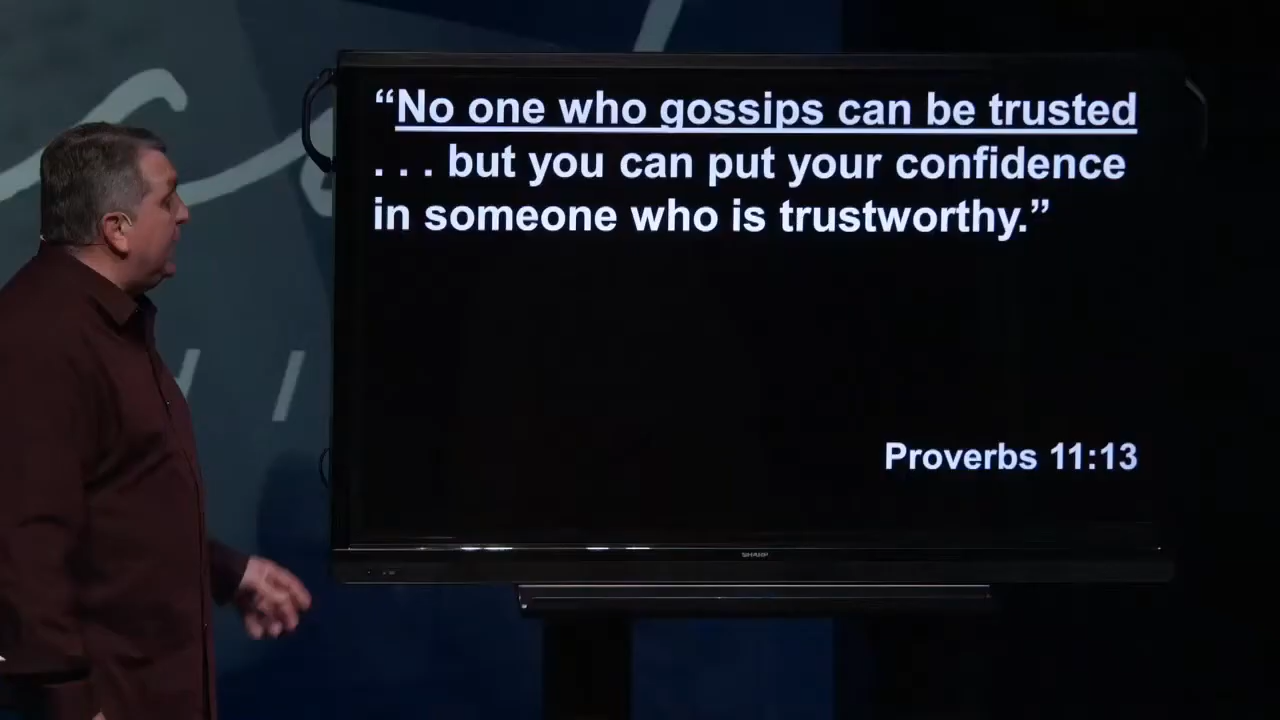 “No one who gossips can be trusted
. . . but you can put your confidence
in someone who is trustworthy.”
Proverbs 11:13
SHARP